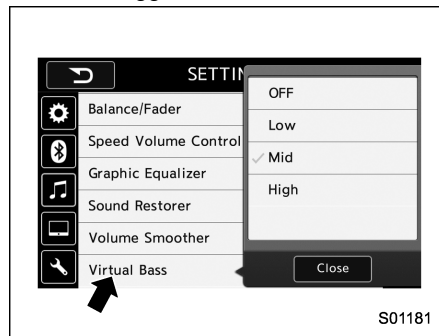 SETTIN
Balance/Fader
Speed Volume Control
Graphic Equalizer
Sound Restorer
Volume Smoother
Virtual Bass
OFF
Low
✓ Mid
High
Close
S01181